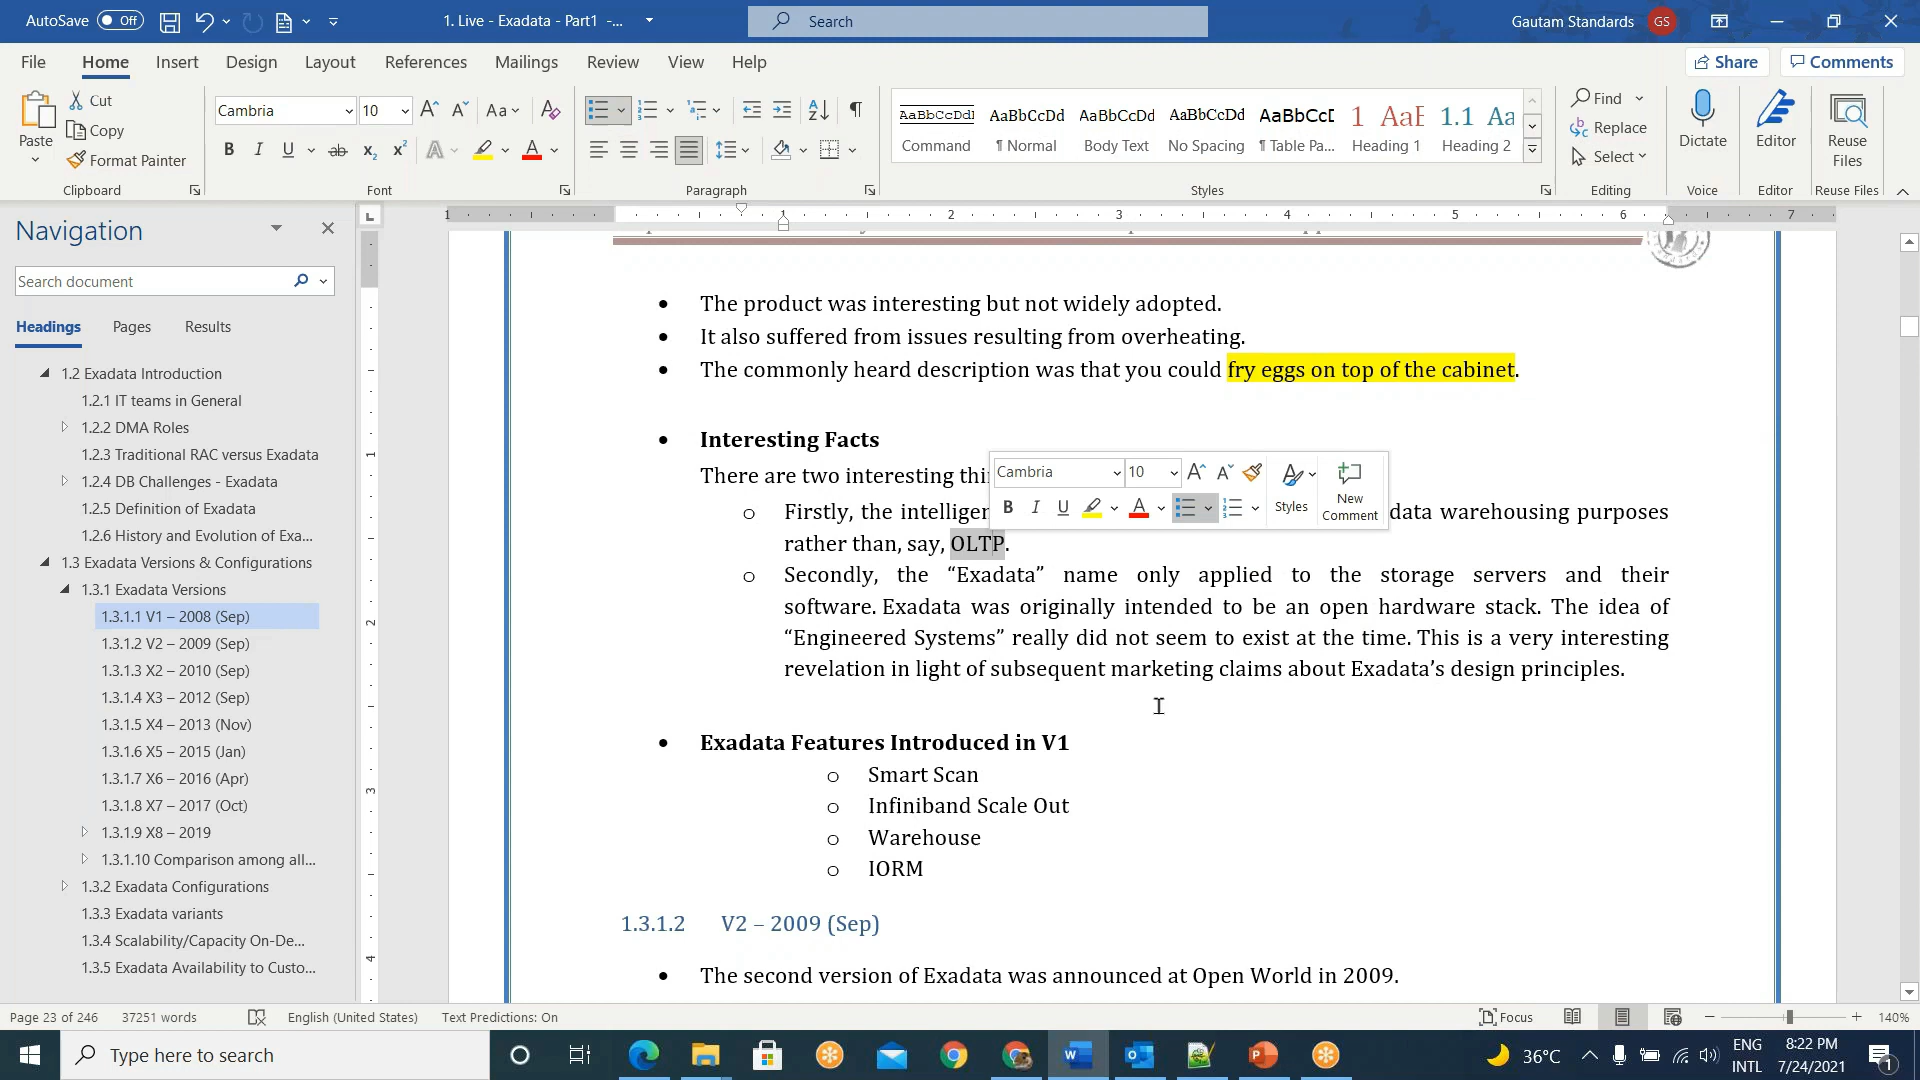 AutoSave Off
1. Live - Exadata - Part1 -...
Search
Gautam Standards GS
File Home Insert Design Layout References Mailings Review View Help
Share Comments
Paste
Cut
Copy
Format Painter
Clipboard
Cambria 10
Font
Paragraph
AaBbCcDdI AaBbCcDd AaBbCcDd AaBbCcDd AaBbCcD 1 AaB 1.1 Aa
Command ¶ Normal Body Text No Spacing ¶ Table Pa... Heading 1 Heading 2
Styles
Find
Replace
Select
Editing
Dictate
Voice
Editor
Editor
Reuse Files
Reuse Files
Navigation
Search document
Headings Pages Results
1.2 Exadata Introduction
1.2.1 IT teams in General
1.2.2 DMA Roles
1.2.3 Traditional RAC versus Exadata
1.2.4 DB Challenges - Exadata
1.2.5 Definition of Exadata
1.2.6 History and Evolution of Exa...
1.3 Exadata Versions & Configurations
1.3.1 Exadata Versions
1.3.1.1 V1 – 2008 (Sep)
1.3.1.2 V2 – 2009 (Sep)
1.3.1.3 X2 – 2010 (Sep)
1.3.1.4 X3 – 2012 (Sep)
1.3.1.5 X4 – 2013 (Nov)
1.3.1.6 X5 – 2015 (Jan)
1.3.1.7 X6 – 2016 (Apr)
1.3.1.8 X7 – 2017 (Oct)
1.3.1.9 X8 – 2019
1.3.1.10 Comparison among all...
1.3.2 Exadata Configurations
1.3.3 Exadata variants
1.3.4 Scalability/Capacity On-De...
1.3.5 Exadata Availability to Custo...
1 1 2 3 4 5 6 7
1
2
3
4
• The product was interesting but not widely adopted.
• It also suffered from issues resulting from overheating.
• The commonly heard description was that you could fry eggs on top of the cabinet.
• Interesting Facts
There are two interesting thi
o Firstly, the intelligen data warehousing purposes
rather than, say, OLTP.
o Secondly, the “Exadata” name only applied to the storage servers and their
software. Exadata was originally intended to be an open hardware stack. The idea of
“Engineered Systems” really did not seem to exist at the time. This is a very interesting
revelation in light of subsequent marketing claims about Exadata’s design principles.
Cambria 10
Styles
New Comment
• Exadata Features Introduced in V1
o Smart Scan
o Infiniband Scale Out
o Warehouse
o IORM
1.3.1.2 V2 – 2009 (Sep)
• The second version of Exadata was announced at Open World in 2009.
Page 23 of 246 37251 words English (United States) Text Predictions: On Focus 140%
Type here to search
36°C ENG INTL 8:22 PM 7/24/2021 1